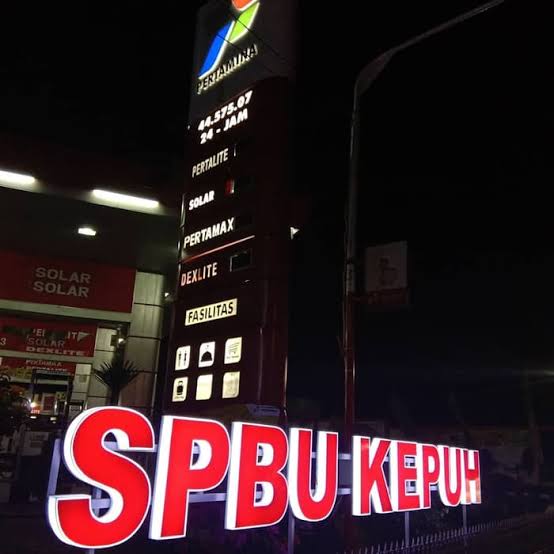 PERTAMINA
44.575.07
24 - JAM
PERTALITE
SOLAR
PERTAMAX
DEXLITE
FASILITAS
SOLAR
SOLAR
SOLAR
DEXLITE
SPBU KEPUH